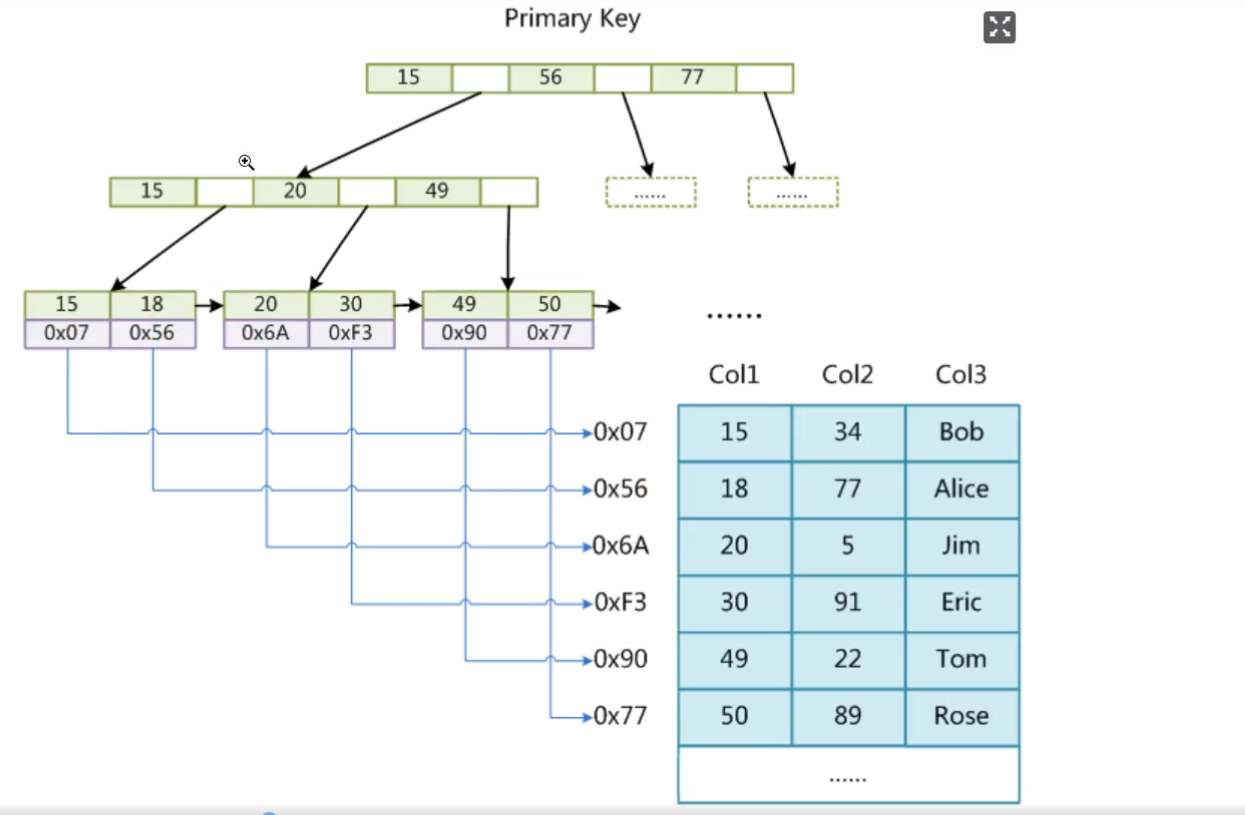 Primary Key
15 56 77
15 20 49
...... ......
15 18 20 30 49 50
0x07 0x56 0x6A 0xF3 0x90 0x77
......
Col1 Col2 Col3
0x07 15 34 Bob
0x56 18 77 Alice
0x6A 20 5 Jim
0xF3 30 91 Eric
0x90 49 22 Tom
0x77 50 89 Rose
......